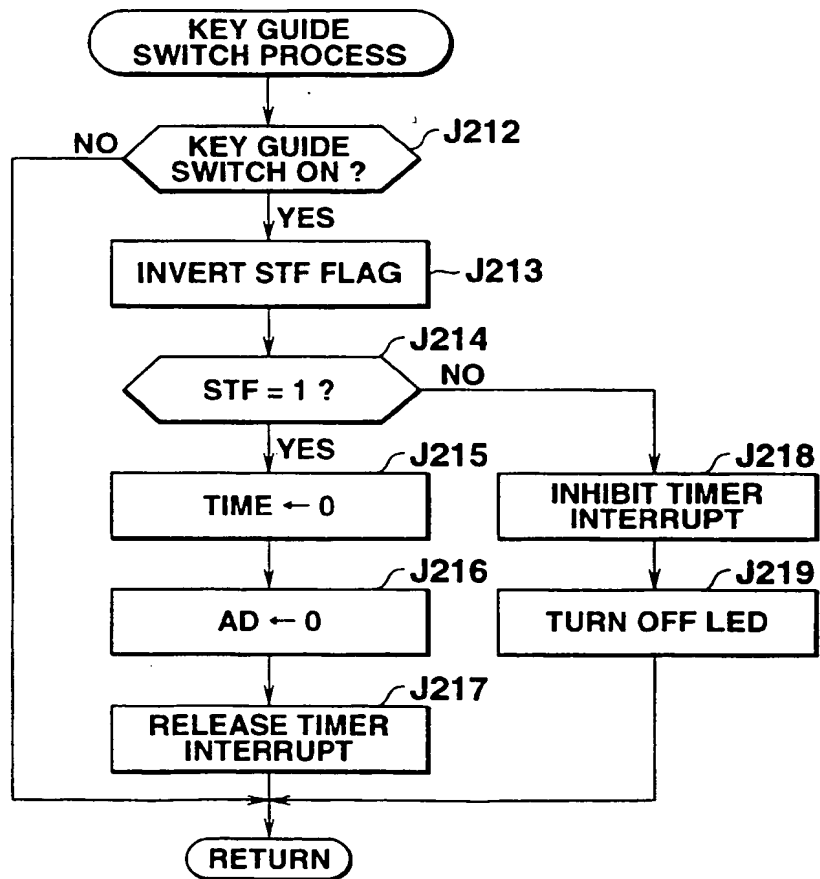 KEY GUIDE
SWITCH PROCESS
J212
NO
KEY GUIDE
SWITCH ON ?
YES
INVERT STF FLAG
J213
J214
STF = 1 ?
NO
YES
J215
TIME ← 0
J218
INHIBIT TIMER
INTERRUPT
J216
AD ← 0
J219
TURN OFF LED
J217
RELEASE TIMER
INTERRUPT
RETURN